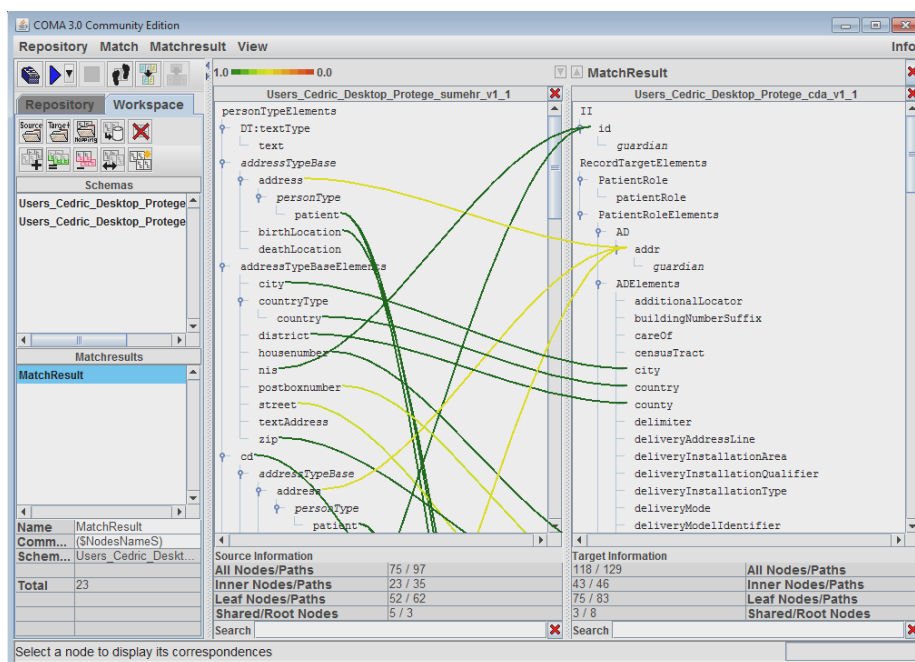 COMA 3.0 Community Edition
Repository Match Matchresult View Info
1.0 0.0
MatchResult
Repository Workspace
Source Target
Schemas
Users_Cedric_Desktop_Protege
Users_Cedric_Desktop_Protege
Matchresults
MatchResult
Name MatchResult
Comm... ($NodesNameS)
Schem... Users_Cedric_Deskt...
Total 23
Users_Cedric_Desktop_Protege_sumehr_v1_1
personTypeElements
DT:textType
text
addressTypeBase
address
personType
patient
birthLocation
deathLocation
addressTypeBaseElements
city
countryType
country
district
housenumber
nis
postboxnumber
street
textAddress
zip
cd
addressTypeBase
address
personType
patient
Source Information
All Nodes/Paths 75 / 97
Inner Nodes/Paths 23 / 35
Leaf Nodes/Paths 52 / 62
Shared/Root Nodes 5 / 3
Search
Users_Cedric_Desktop_Protege_cda_v1_1
II
id
guardian
RecordTargetElements
PatientRole
patientRole
PatientRoleElements
AD
addr
guardian
ADElements
additionalLocator
buildingNumberSuffix
careOf
censusTract
city
country
county
delimiter
deliveryAddressLine
deliveryInstallationArea
deliveryInstallationQualifier
deliveryInstallationType
deliveryMode
deliveryModeIdentifier
Target Information
118 / 129 All Nodes/Paths
43 / 46 Inner Nodes/Paths
75 / 83 Leaf Nodes/Paths
3 / 8 Shared/Root Nodes
Search
Select a node to display its correspondences